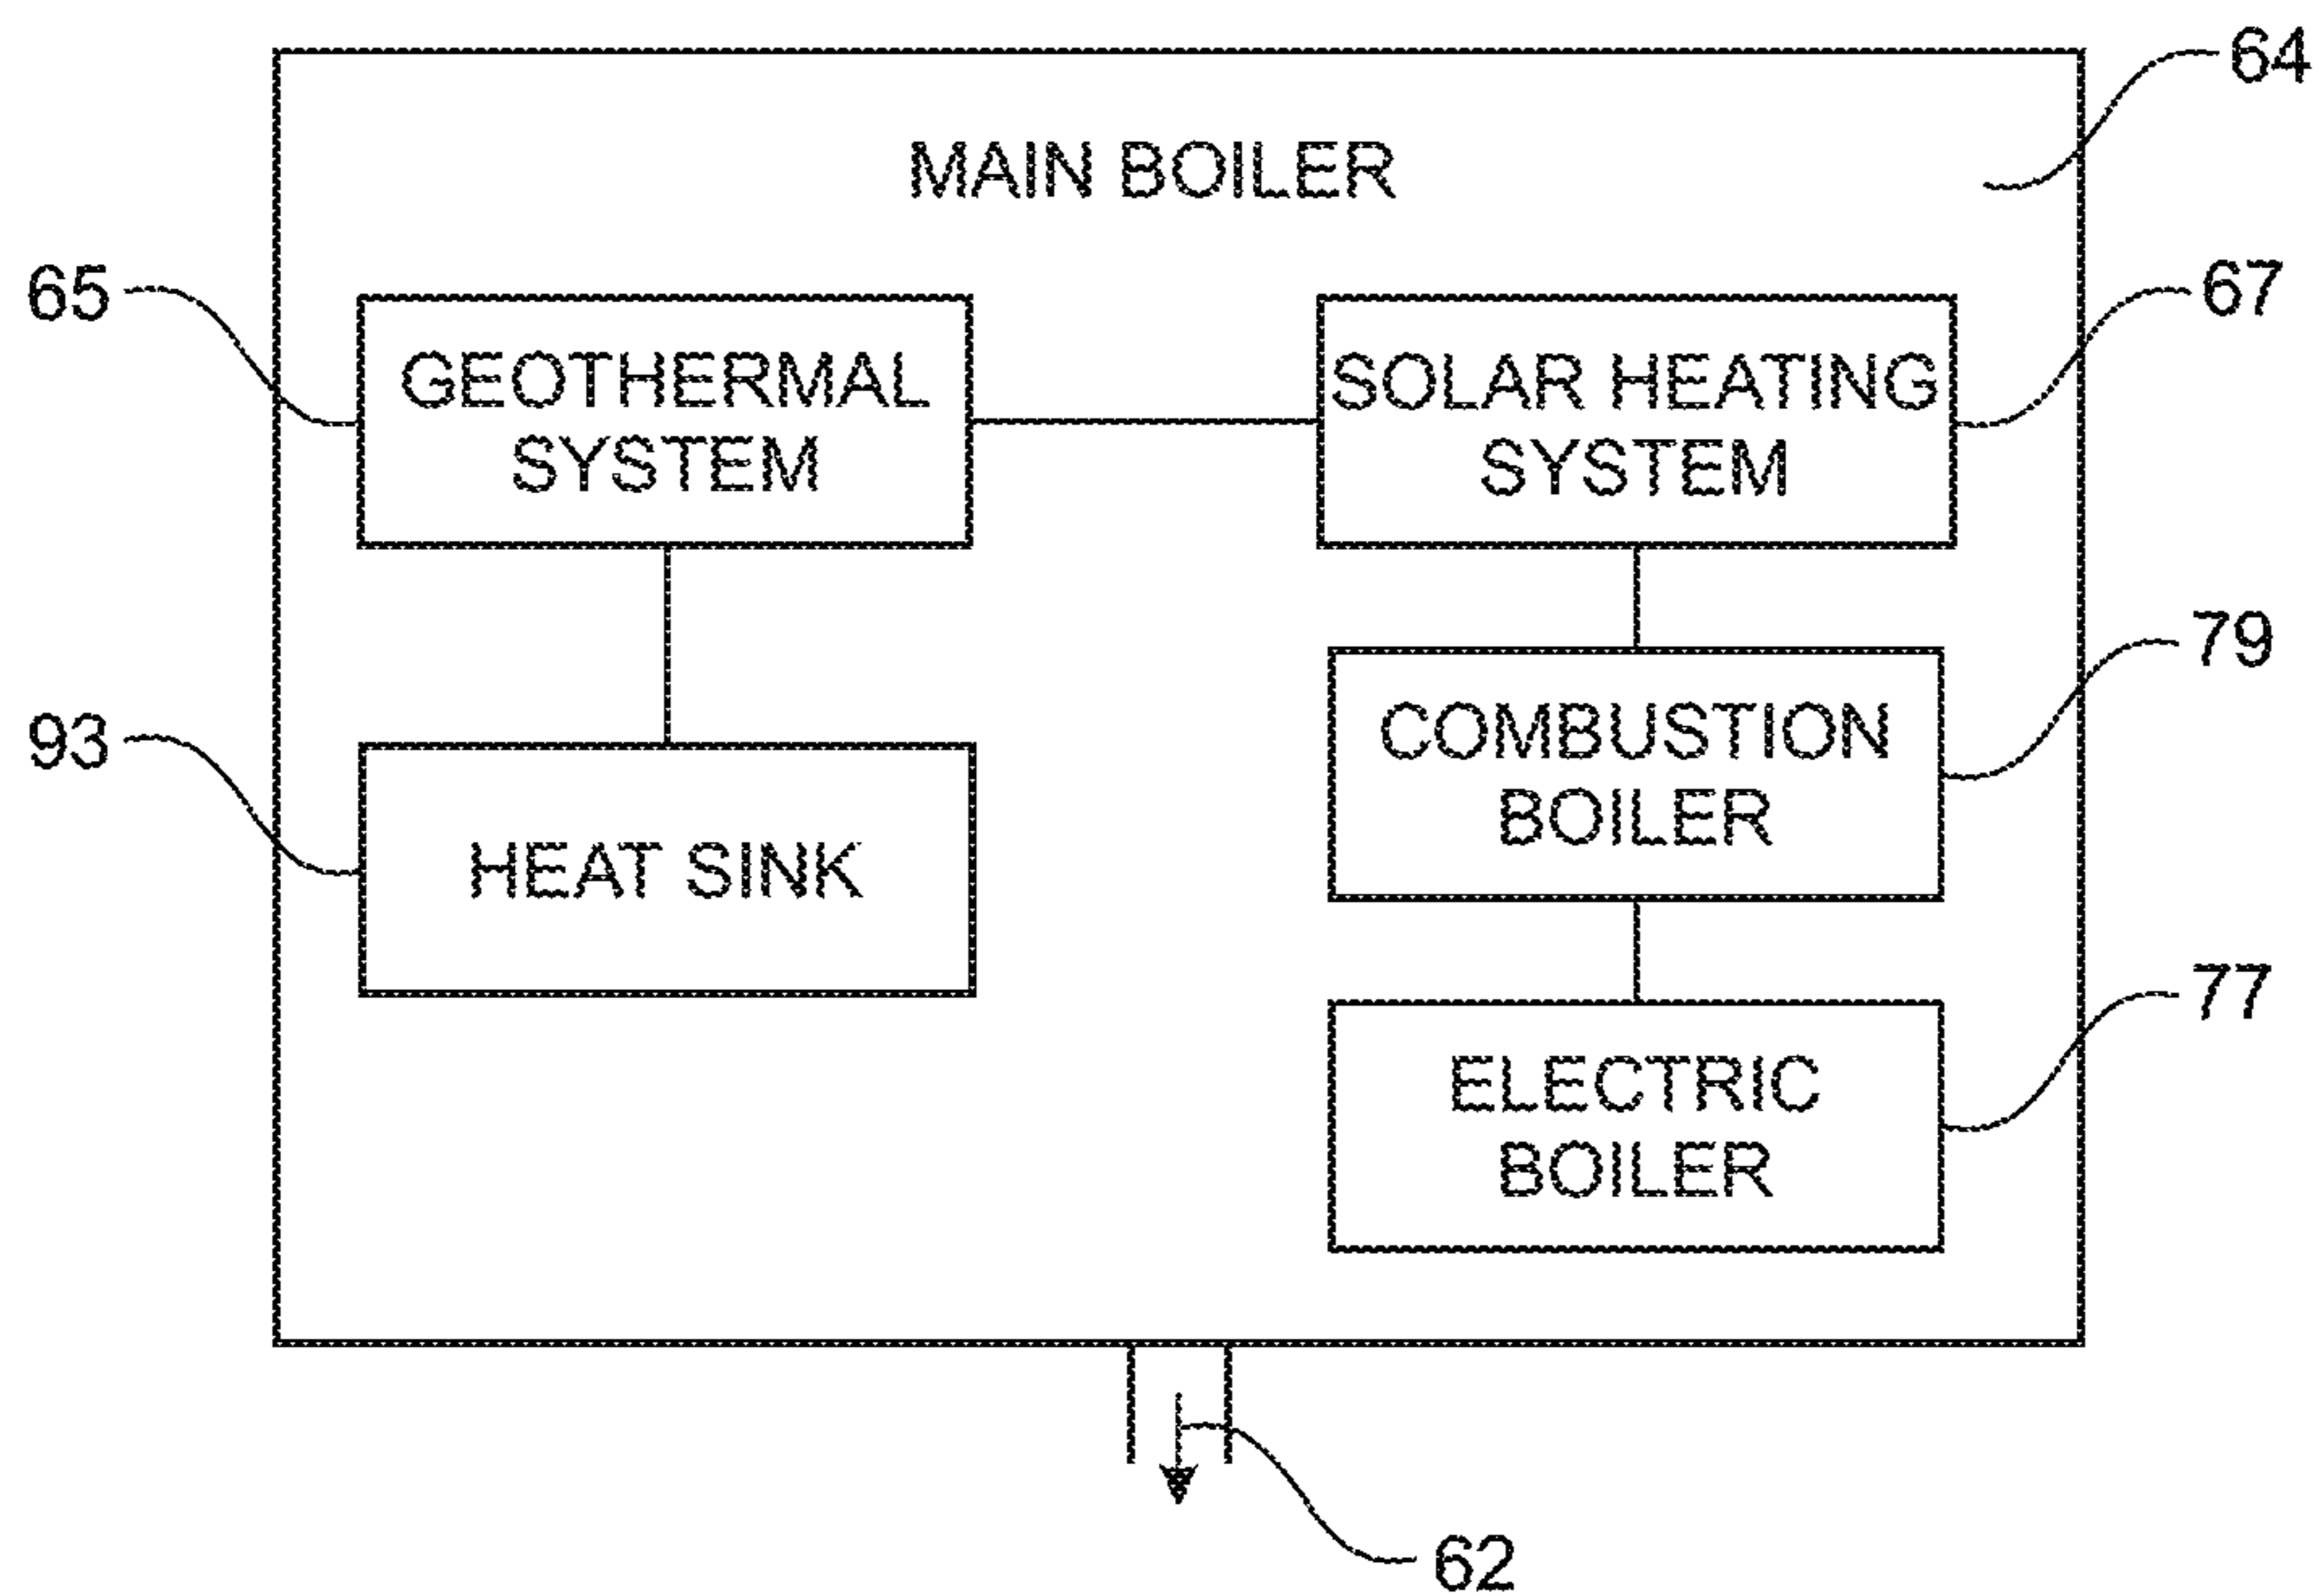 64
MAIN BOILER
65
67
GEOTHERMAL
SYSTEM
SOLAR HEATING
SYSTEM
79
93
COMBUSTION
BOILER
HEAT SINK
77
ELECTRIC
BOILER
62